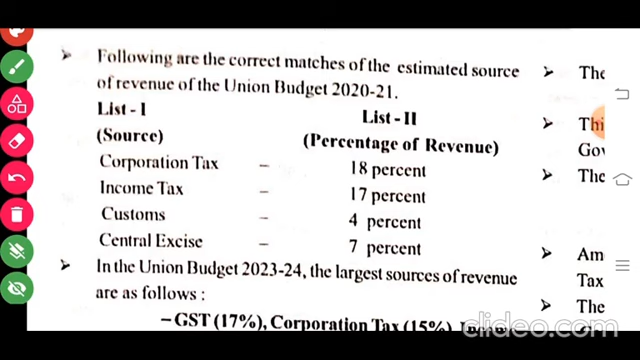 Following are the correct matches of the estimated source
of revenue of the Union Budget 2020-21.
List - I
List - II
(Source)
(Percentage of Revenue)
Corporation Tax – 18 percent
Income Tax – 17 percent
Customs – 4 percent
Central Excise – 7 percent
In the Union Budget 2023-24, the largest sources of revenue
are as follows :
– GST (17%), Corporation Tax (15%),
The
Gov
The
Am
Tax
The
clideo.com